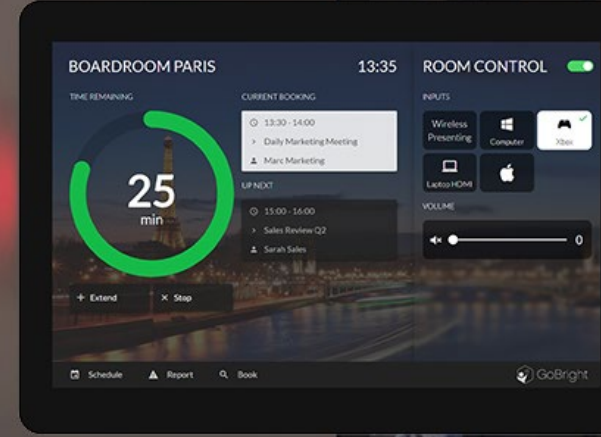 BOARDROOM PARIS
13:35
TIME REMAINING
25
min
+ Extend
× Stop
CURRENT BOOKING
13:30 - 14:00
> Daily Marketing Meeting
Marc Marketing
UP NEXT
15:00 - 16:00
> Sales Review Q2
Sarah Sales
ROOM CONTROL
INPUTS
Wireless
Presenting
Computer
Xbox
Laptop HDMI
VOLUME
0
Schedule
Report
Book
GoBright